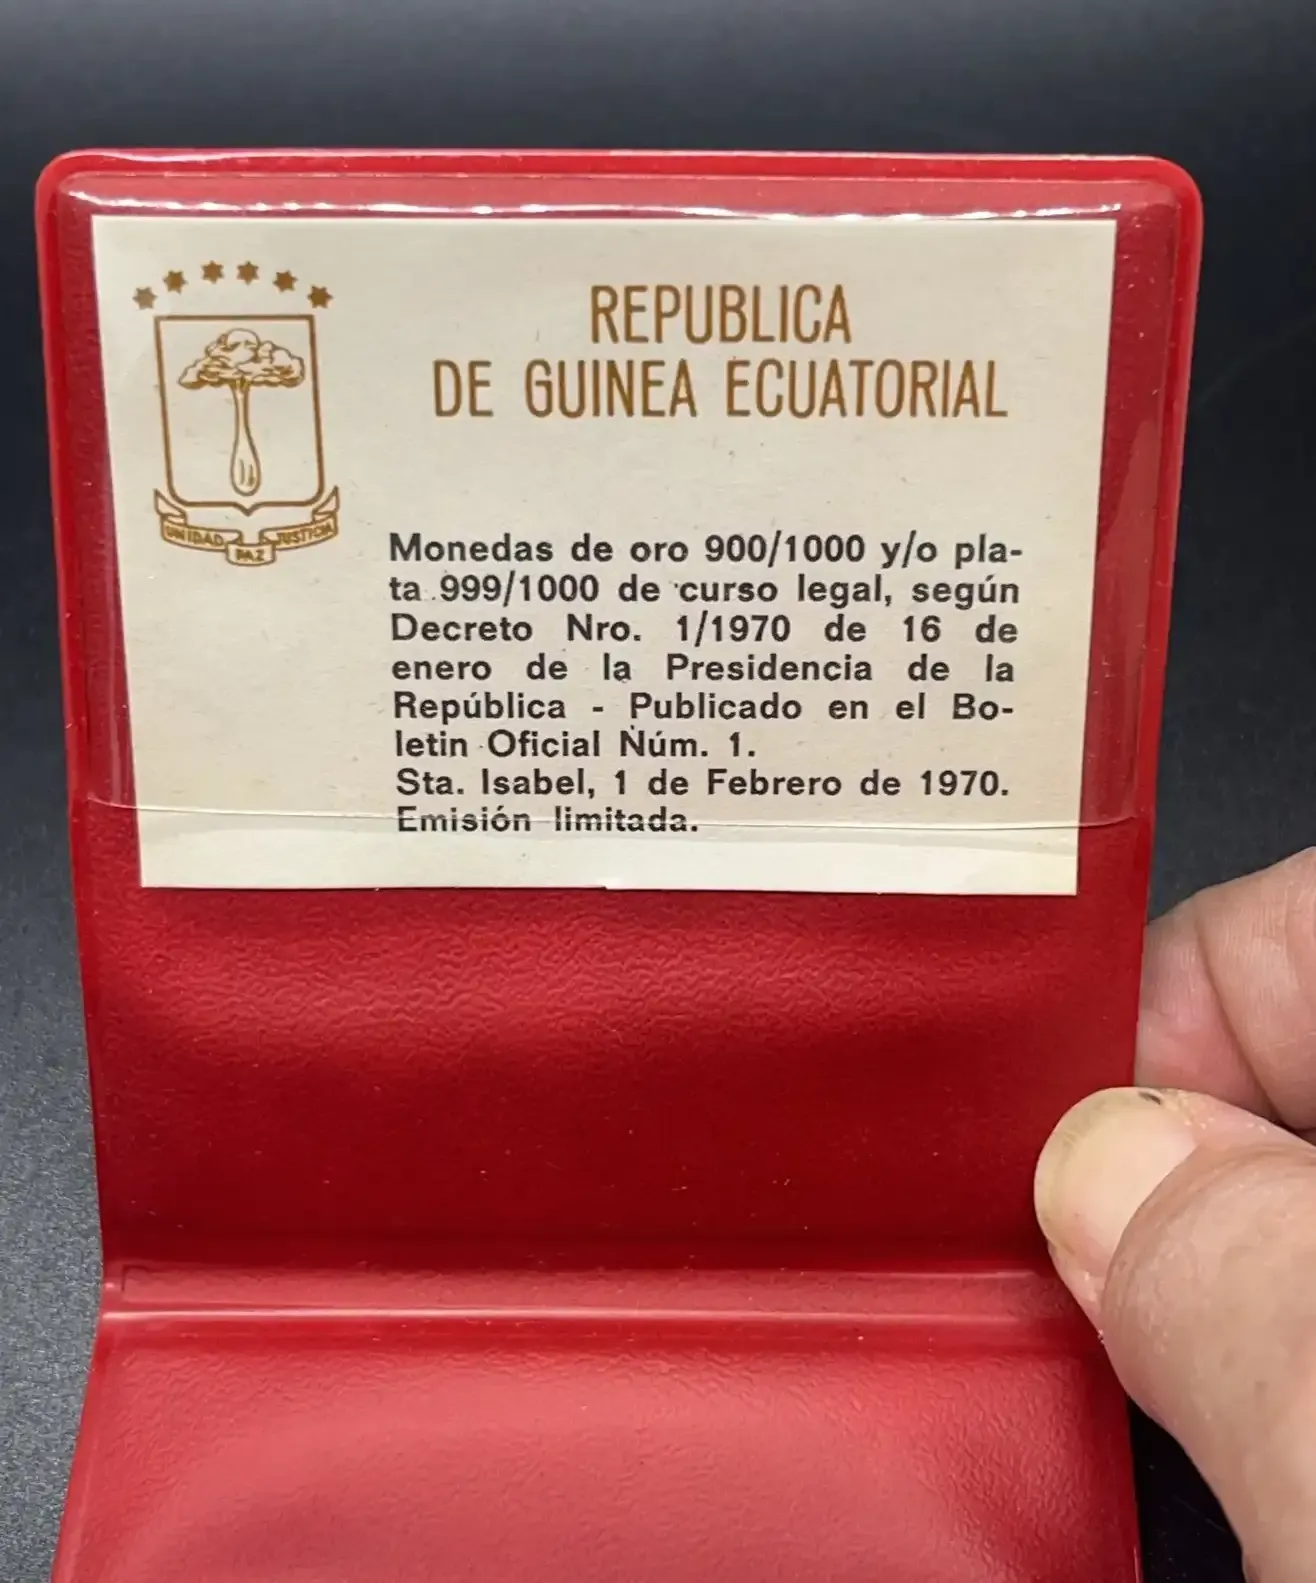 REPUBLICA
DE GUINEA ECUATORIAL
UNIDAD PAZ JUSTICIA
Monedas de oro 900/1000 y/o pla-
ta 999/1000 de curso legal, según
Decreto Nro. 1/1970 de 16 de
enero de la Presidencia de la
República - Publicado en el Bo-
letin Oficial Núm. 1.
Sta. Isabel, 1 de Febrero de 1970.
Emisión limitada.